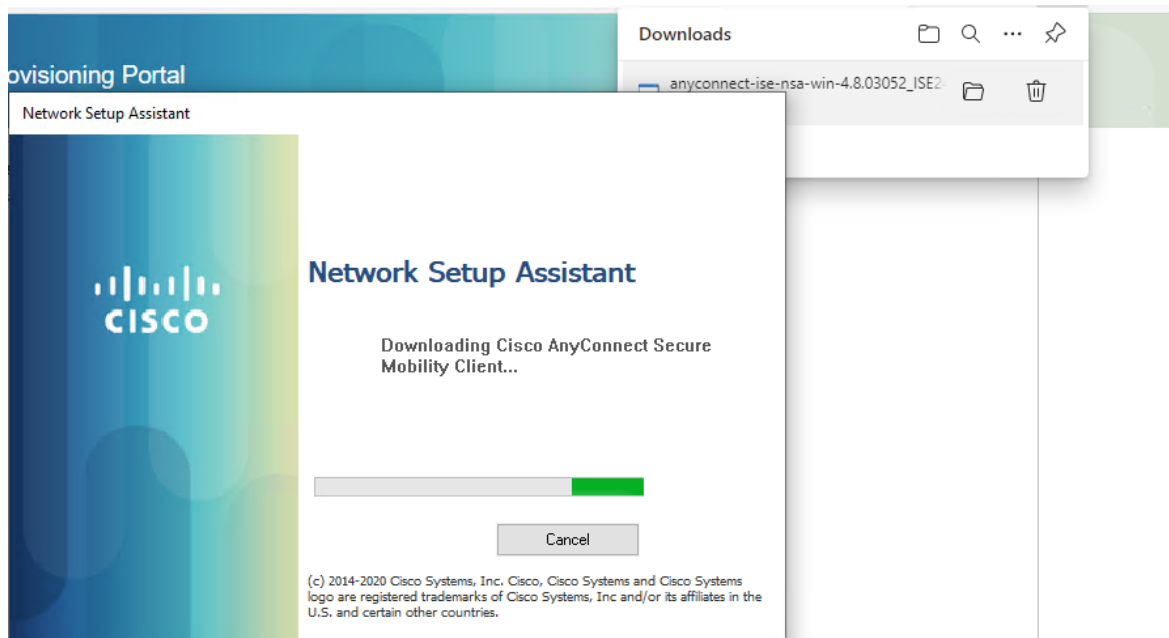 Downloads
ovisioning Portal
anyconnect-ise-nsa-win-4.8.03052_ISE2-
Network Setup Assistant
CISCO
Network Setup Assistant
Downloading Cisco AnyConnect Secure
Mobility Client...
Cancel
(c) 2014-2020 Cisco Systems, Inc. Cisco, Cisco Systems and Cisco Systems
logo are registered trademarks of Cisco Systems, Inc and/or its affiliates in the
U.S. and certain other countries.